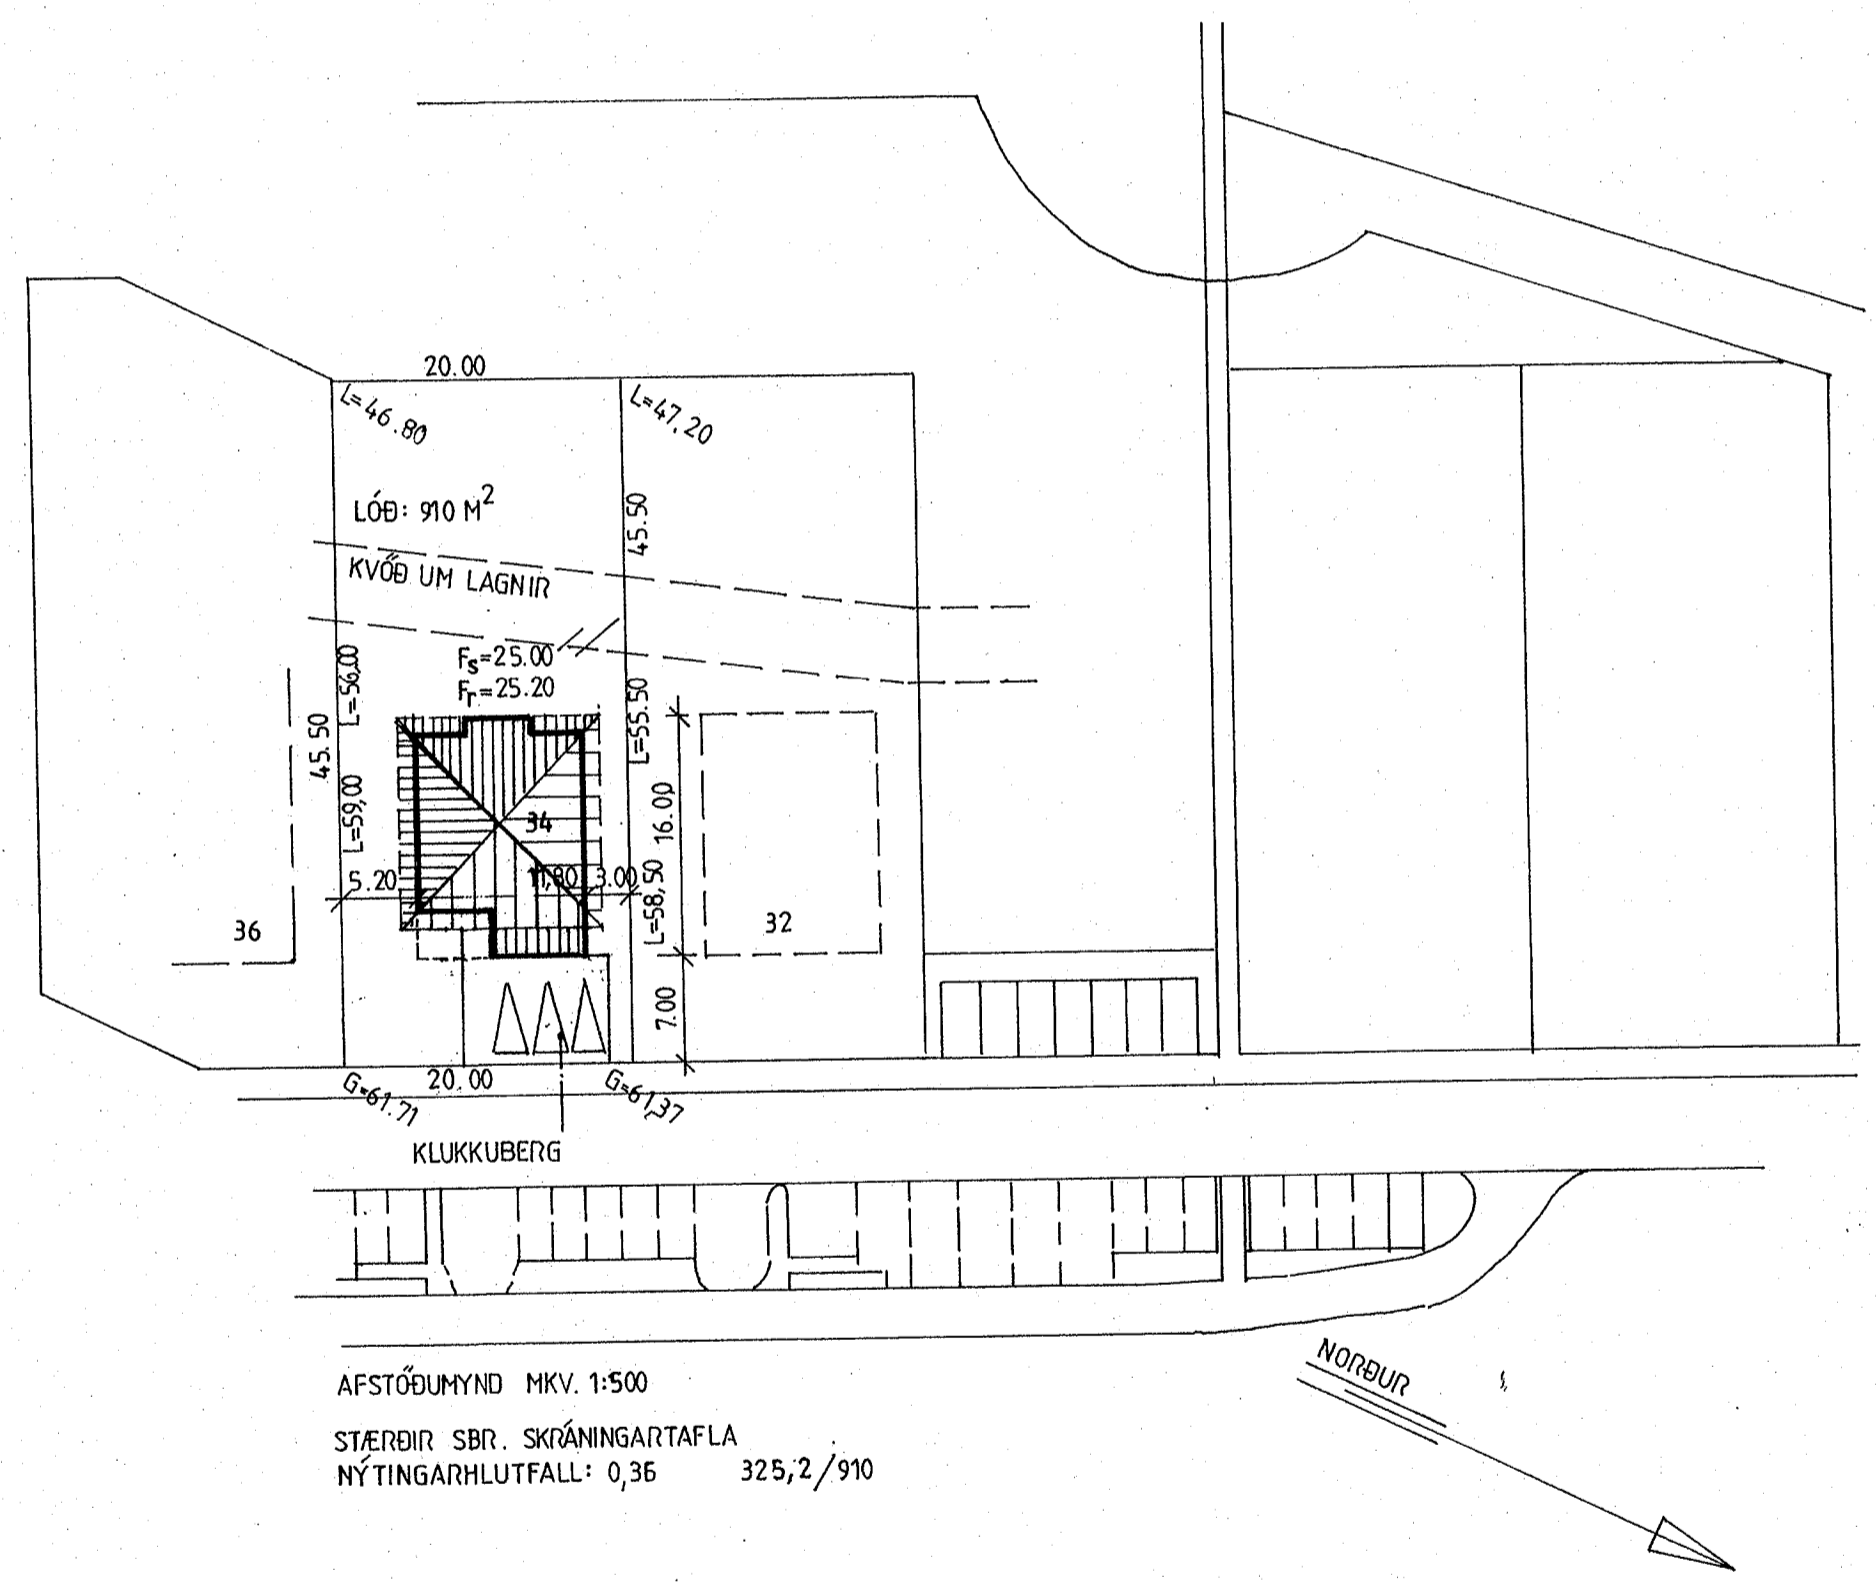 20.00
L=46.80
L=47,20
LÓÐ: 910 M²
45.50
KVÖÐ UM LAGNIR
Fs=25.00
Fr=25.20
L=56,00
L=55.50
45.50
L=59,00
16.00
34
5.20
11,80
3.00
L=58,50
36
32
7.00
20.00
G=61.71
G=61,37
KLUKKUBERG
AFSTÖÐUMYND MKV. 1:500
NORÐUR
STÆRÐIR SBR. SKRÁNINGARTAFLA
NÝTINGARHLUTFALL: 0,36 325,2/910